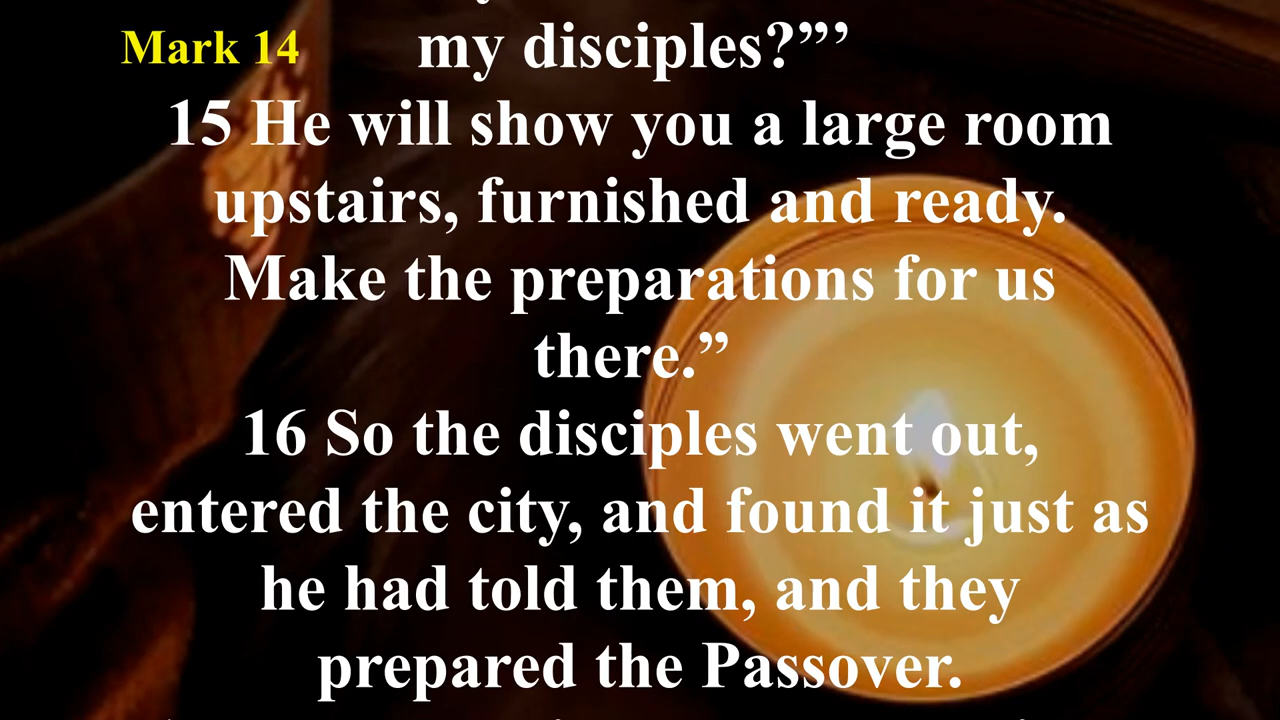 Mark 14
my disciples?”’
15 He will show you a large room
upstairs, furnished and ready.
Make the preparations for us
there.”
16 So the disciples went out,
entered the city, and found it just as
he had told them, and they
prepared the Passover.